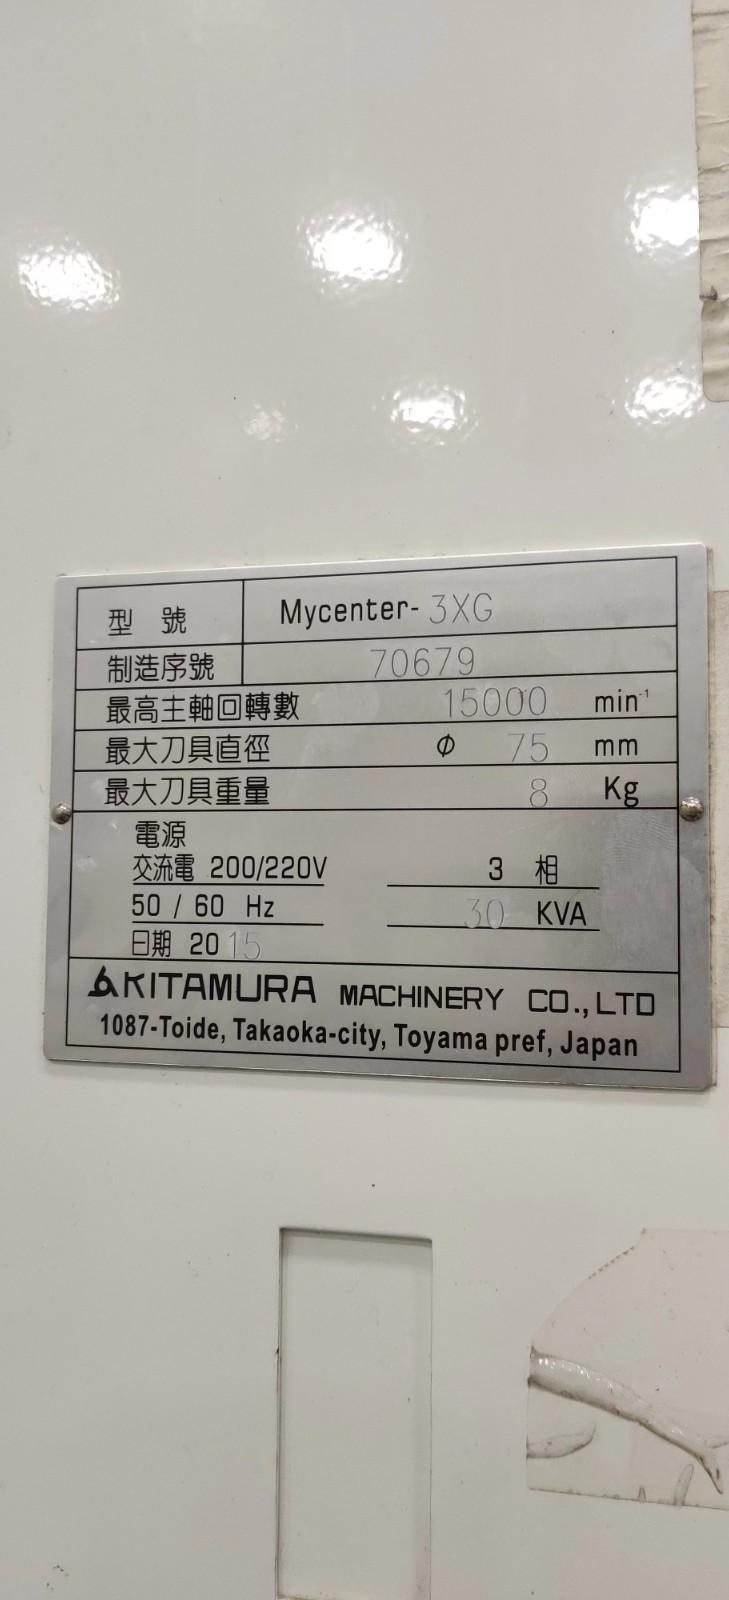 型 號 Mycenter-3XG
制造序號 70679
最高主軸回轉數 15000 min⁻¹
最大刀具直徑 Φ 75 mm
最大刀具重量 8 Kg
電源
交流電 200/220V 3 相
50 / 60 Hz 30 KVA
日期 2015
KITAMURA MACHINERY CO.,LTD
1087-Toide, Takaoka-city, Toyama pref, Japan